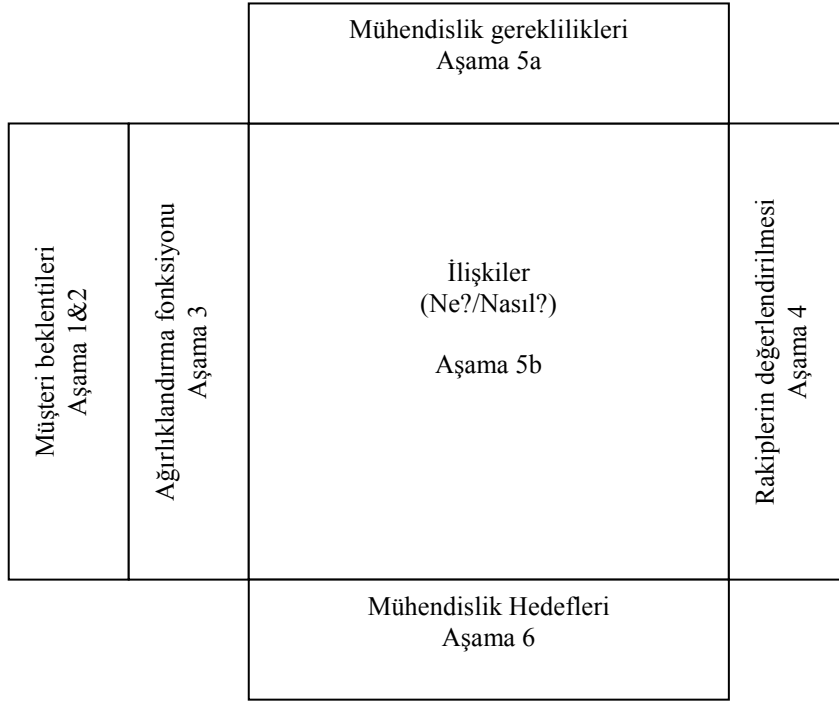 Mühendislik gereklilikleri
Aşama 5a
Müşteri beklentileri
Aşama 1&2
Ağırlıklandırma fonksiyonu
Aşama 3
İlişkiler
(Ne?/Nasıl?)
Aşama 5b
Rakiplerin değerlendirilmesi
Aşama 4
Mühendislik Hedefleri
Aşama 6